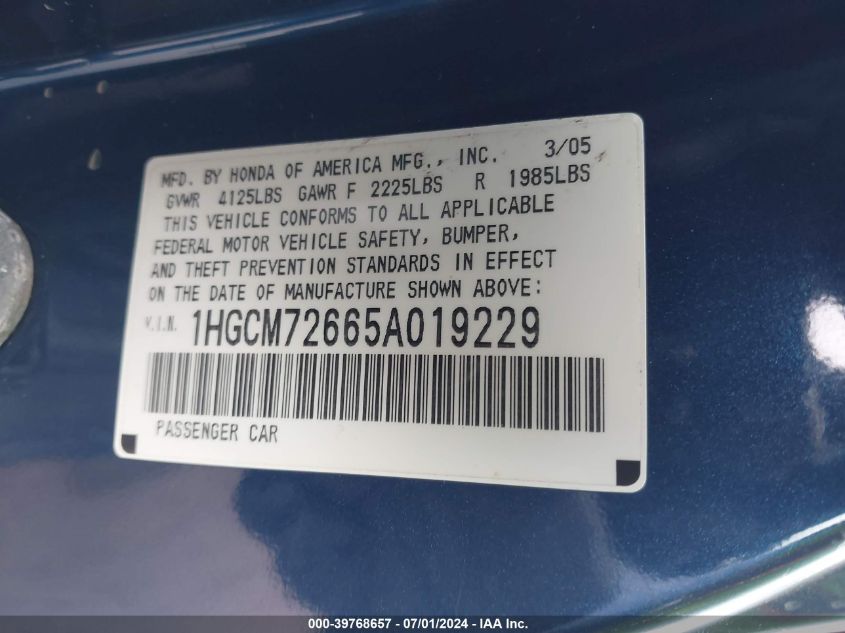 MFD. BY HONDA OF AMERICA MFG., INC. 3/05
GVWR 4125LBS GAWR F 2225LBS R 1985LBS
THIS VEHICLE CONFORMS TO ALL APPLICABLE
FEDERAL MOTOR VEHICLE SAFETY, BUMPER,
AND THEFT PREVENTION STANDARDS IN EFFECT
ON THE DATE OF MANUFACTURE SHOWN ABOVE:
V.I.N. 1HGCM72665A019229
PASSENGER CAR
000-39768657 - 07/01/2024 - IAA Inc.